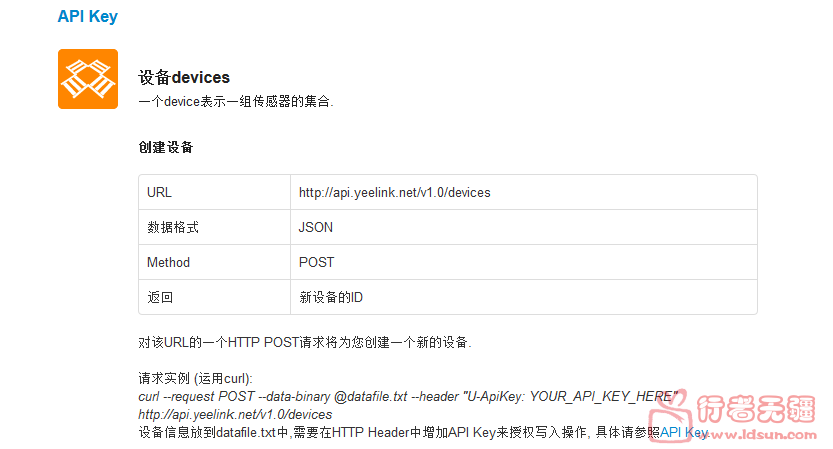 API Key
设备devices
一个device表示一组传感器的集合.
创建设备
URL http://api.yeelink.net/v1.0/devices
数据格式 JSON
Method POST
返回 新设备的ID
对该URL的一个HTTP POST请求将为您创建一个新的设备.
请求实例 (运用curl):
curl --request POST --data-binary @datafile.txt --header "U-ApiKey: YOUR_API_KEY_HERE"
http://api.yeelink.net/v1.0/devices
设备信息放到datafile.txt中,需要在HTTP Header中增加API Key来授权写入操作, 具体请参照API Key.
行者无疆
www.ldsun.com